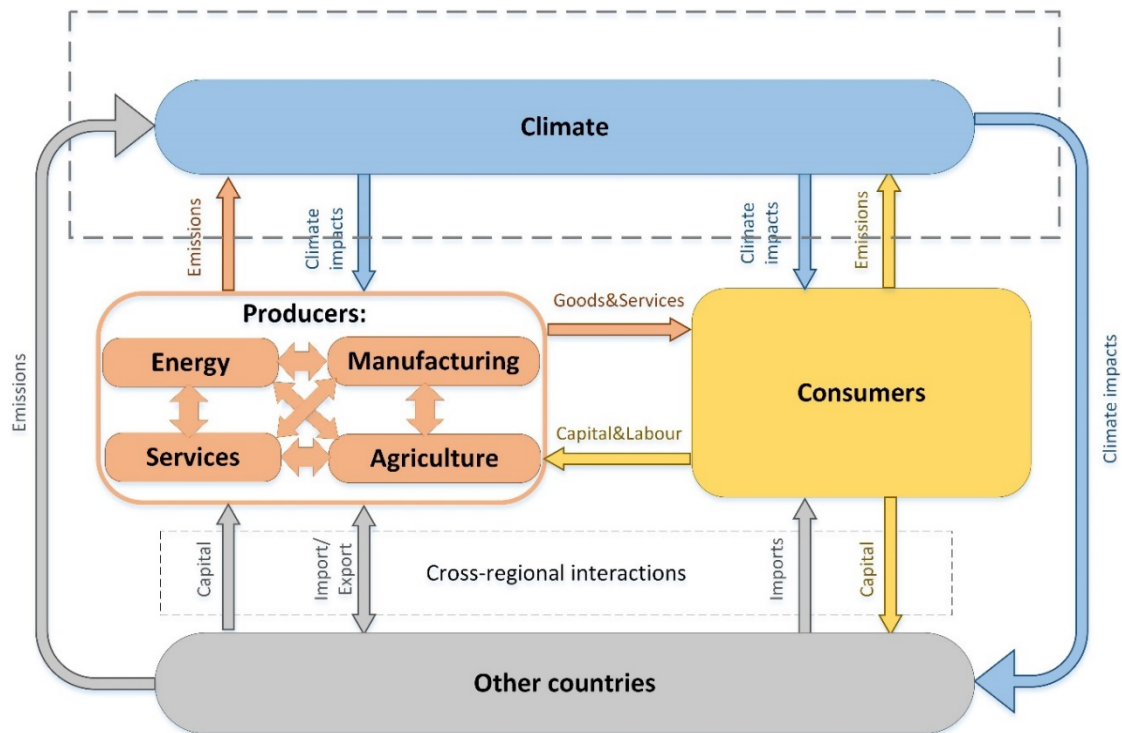 Climate
Emissions
Climate
impacts
Climate
impacts
Emissions
Producers:
Energy
Manufacturing
Services
Agriculture
Goods&Services
Capital&Labour
Consumers
Emissions
Climate impacts
Capital
Import/
Export
Cross-regional interactions
Imports
Capital
Other countries